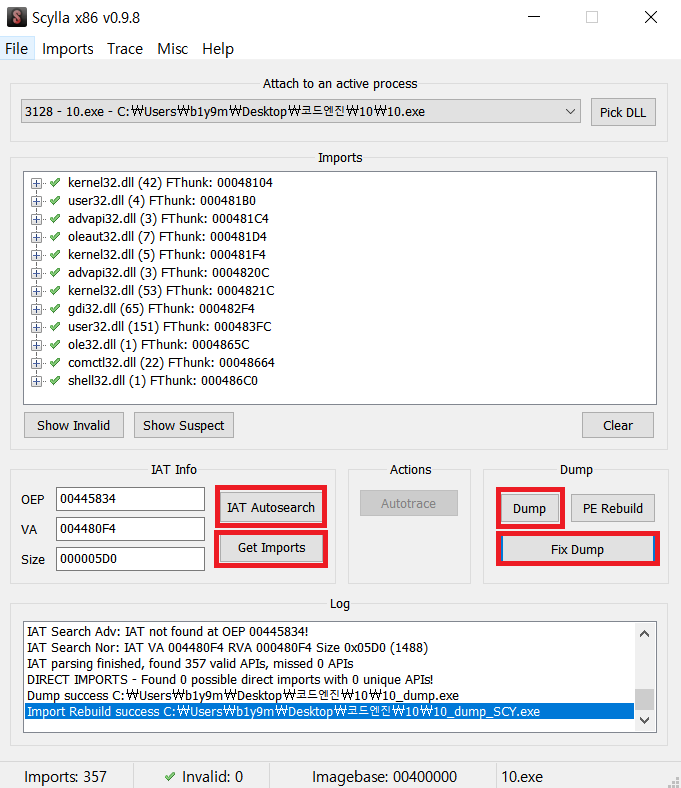 Scylla x86 v0.9.8
File Imports Trace Misc Help
Attach to an active process
3128 - 10.exe - C:₩Users₩b1y9m₩Desktop₩코드엔진₩10₩10.exe
Pick DLL
Imports
kernel32.dll (42) FThunk: 00048104
user32.dll (4) FThunk: 000481B0
advapi32.dll (3) FThunk: 000481C4
oleaut32.dll (7) FThunk: 000481D4
kernel32.dll (5) FThunk: 000481F4
advapi32.dll (3) FThunk: 0004820C
kernel32.dll (53) FThunk: 0004821C
gdi32.dll (65) FThunk: 000482F4
user32.dll (151) FThunk: 000483FC
ole32.dll (1) FThunk: 0004865C
comctl32.dll (22) FThunk: 00048664
shell32.dll (1) FThunk: 000486C0
Show Invalid Show Suspect Clear
IAT Info
OEP 00445834
VA 004480F4
Size 000005D0
IAT Autosearch
Get Imports
Actions
Autotrace
Dump
Dump PE Rebuild
Fix Dump
Log
IAT Search Adv: IAT not found at OEP 00445834!
IAT Search Nor: IAT VA 004480F4 RVA 000480F4 Size 0x05D0 (1488)
IAT parsing finished, found 357 valid APIs, missed 0 APIs
DIRECT IMPORTS - Found 0 possible direct imports with 0 unique APIs!
Dump success C:₩Users₩b1y9m₩Desktop₩코드엔진₩10₩10_dump.exe
Import Rebuild success C:₩Users₩b1y9m₩Desktop₩코드엔진₩10₩10_dump_SCY.exe
Imports: 357 Invalid: 0 Imagebase: 00400000 10.exe